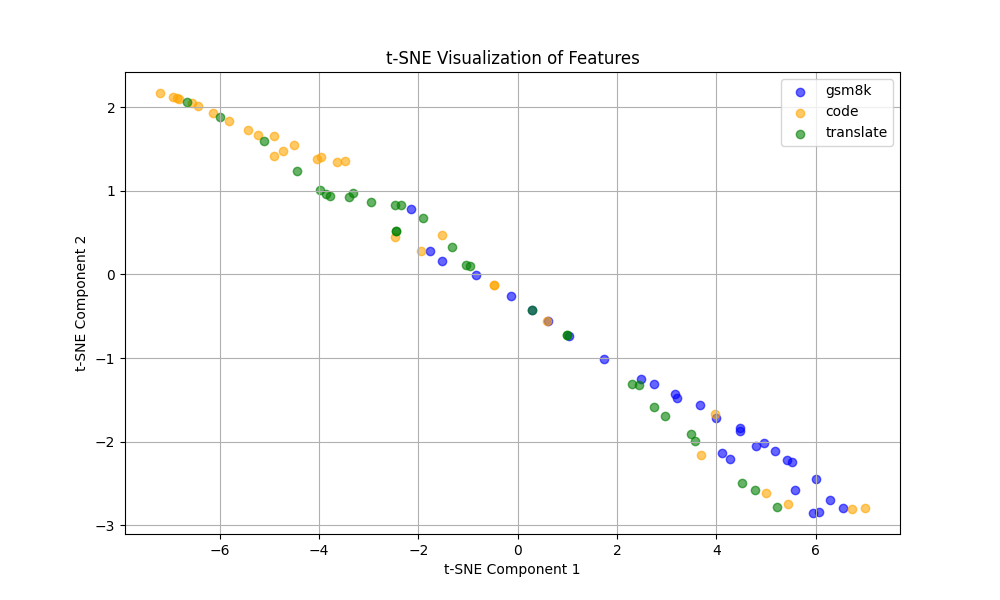 t-SNE Visualization of Features
gsm8k
code
translate
2
1
0
−1
−2
−3
t-SNE Component 2
−6 −4 −2 0 2 4 6
t-SNE Component 1